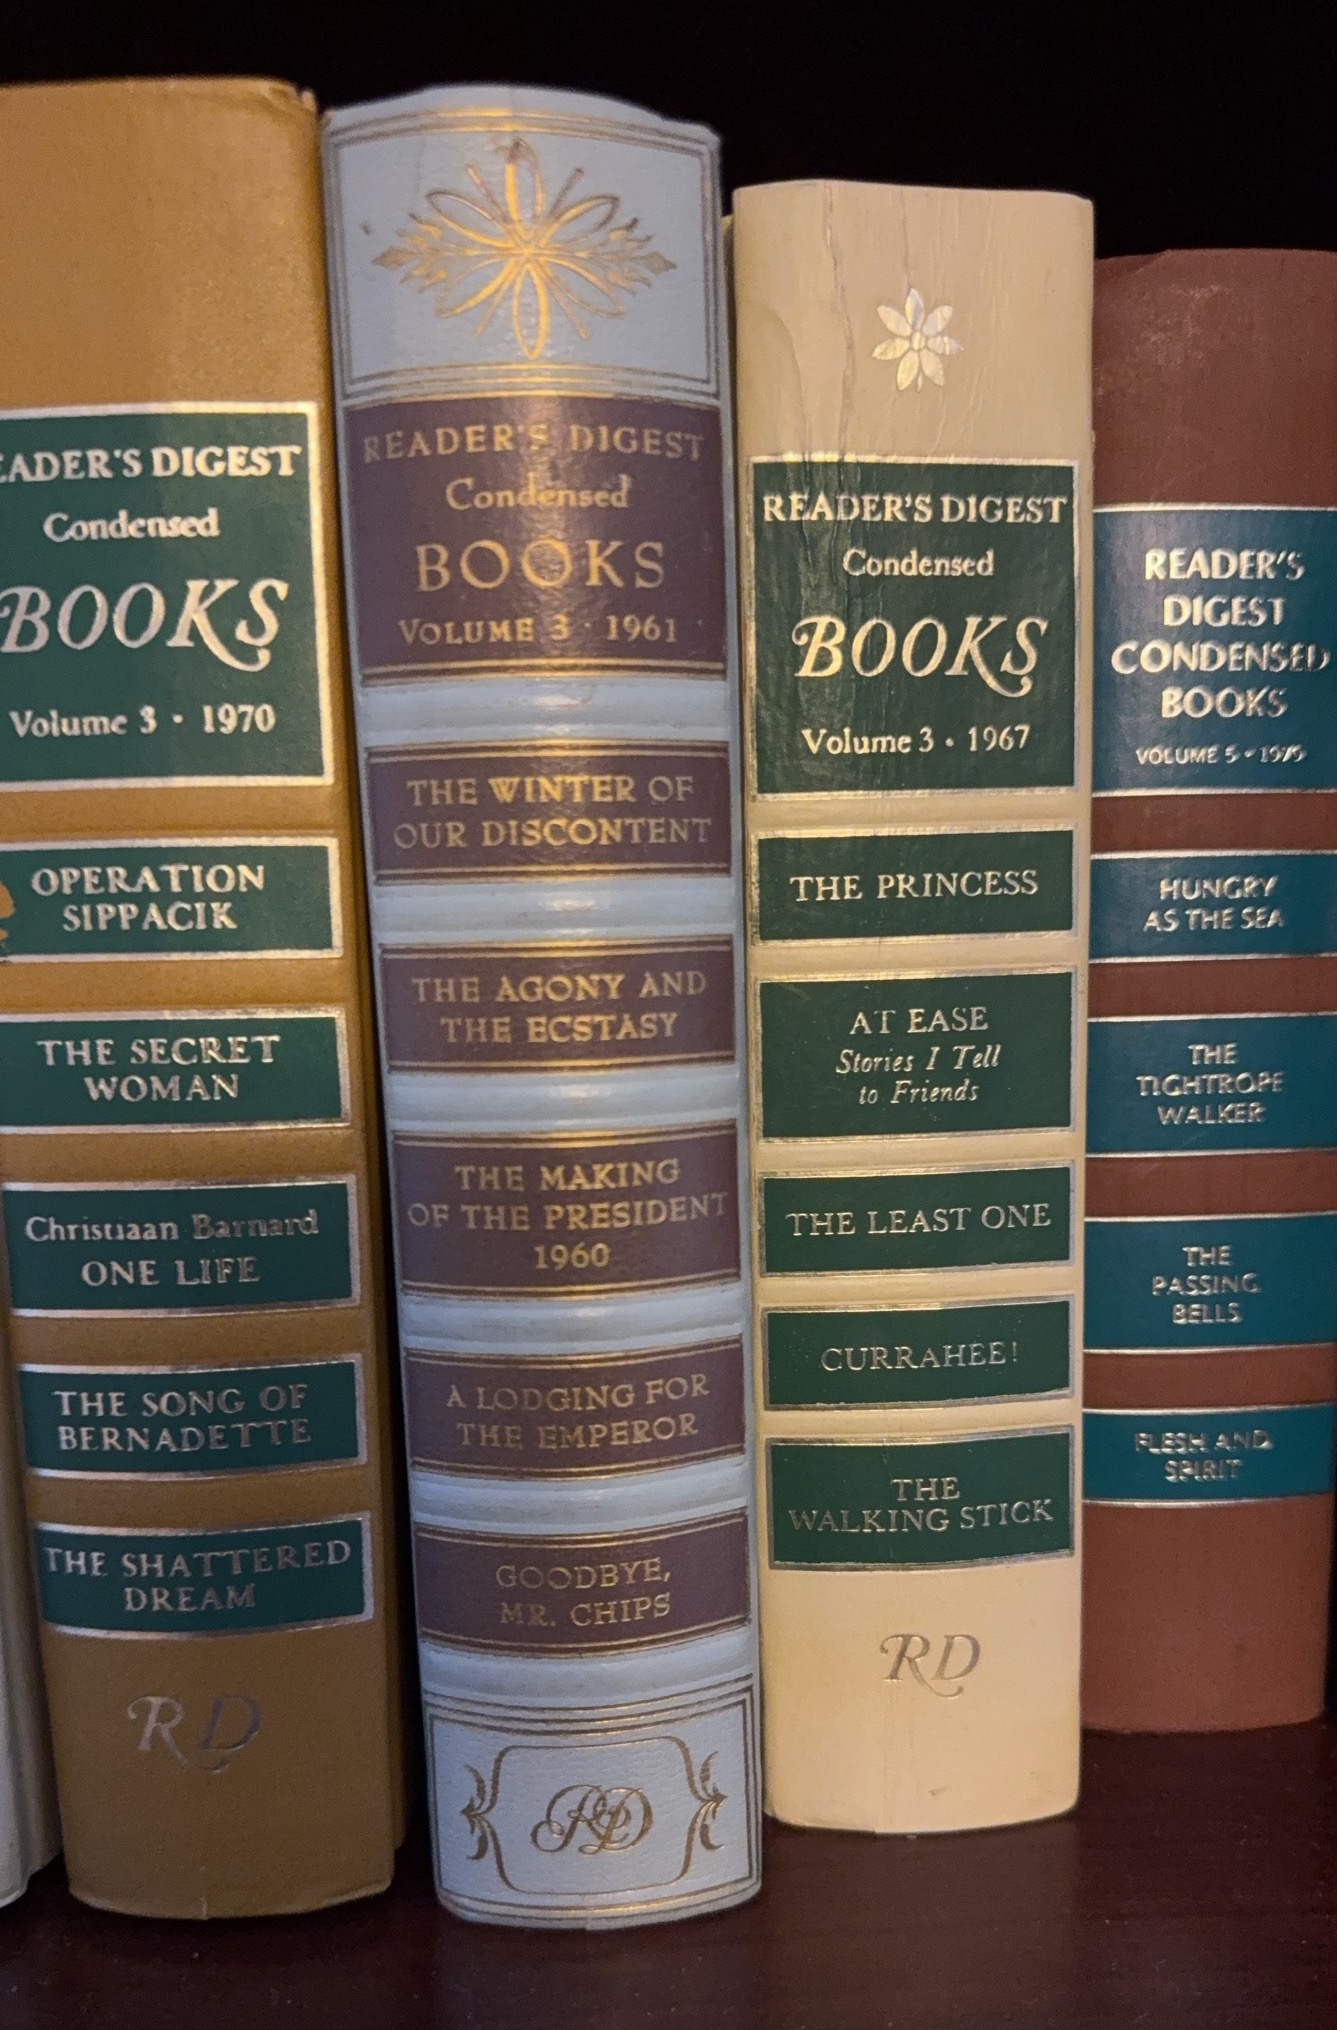 EADER'S DIGEST
Condensed
BOOKS
Volume 3 • 1970
OPERATION
SIPPACIK
THE SECRET
WOMAN
Christiaan Barnard
ONE LIFE
THE SONG OF
BERNADETTE
THE SHATTERED
DREAM
RD
READER'S DIGEST
Condensed
BOOKS
VOLUME 3 · 1961
THE WINTER OF
OUR DISCONTENT
THE AGONY AND
THE ECSTASY
THE MAKING
OF THE PRESIDENT
1960
A LODGING FOR
THE EMPEROR
GOODBYE,
MR. CHIPS
RD
READER'S DIGEST
Condensed
BOOKS
Volume 3 • 1967
THE PRINCESS
AT EASE
Stories I Tell
to Friends
THE LEAST ONE
CURRAHEE!
THE
WALKING STICK
RD
READER'S
DIGEST
CONDENSED
BOOKS
VOLUME 5 • 1979
HUNGRY
AS THE SEA
THE
TIGHTROPE
WALKER
THE
PASSING
BELLS
FLESH AND
SPIRIT